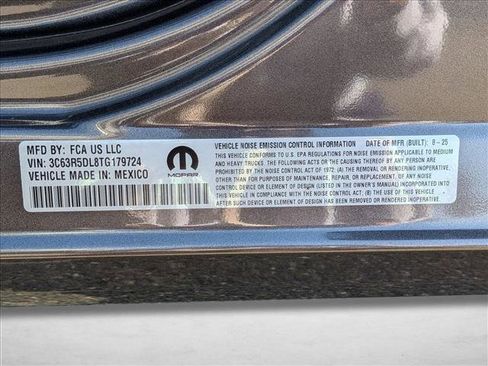 MFD BY: FCA US LLC
VIN: 3C63R5DL8TG179724
VEHICLE MADE IN: MEXICO
MOPAR
VEHICLE NOISE EMISSION CONTROL INFORMATION DATE OF MFR (BUILT): 8-25
THIS VEHICLE CONFORMS TO U.S. EPA REGULATIONS FOR NOISE EMISSION APPLICABLE TO MEDIUM
AND HEAVY TRUCKS. THE FOLLOWING ACTS OR THE CAUSING THEREOF BY ANY PERSON ARE
PROHIBITED BY THE NOISE CONTROL ACT OF 1972: (A) THE REMOVAL OR RENDERING
INOPERATIVE, OTHER THAN FOR PURPOSES OF MAINTENANCE, REPAIR, OR REPLACEMENT, OF ANY NOISE
CONTROL DEVICE OR ELEMENT OF DESIGN (LISTED IN THE OWNER'S MANUAL) INCORPORATED INTO
THIS VEHICLE IN COMPLIANCE WITH THE NOISE CONTROL ACT; (B) THE USE OF THIS VEHICLE
AFTER SUCH DEVICE OR ELEMENT OF DESIGN HAS BEEN REMOVED OR RENDERED INOPERATIVE.